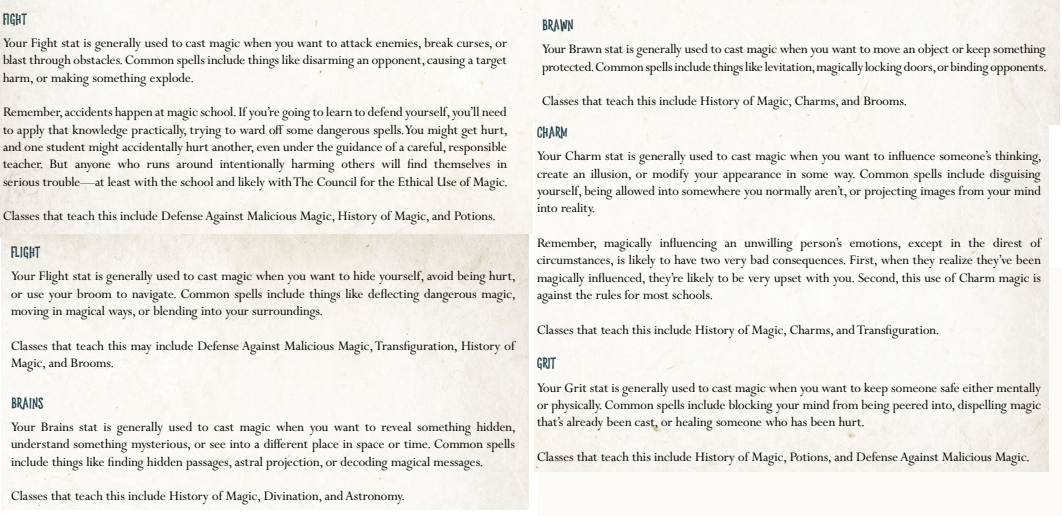 FIGHT
Your Fight stat is generally used to cast magic when you want to attack enemies, break curses, or
blast through obstacles. Common spells include things like disarming an opponent, causing a target
harm, or making something explode.
Remember, accidents happen at magic school. If you're going to learn to defend yourself, you'll need
to apply that knowledge practically, trying to ward off some dangerous spells. You might get hurt,
and one student might accidentally hurt another, even under the guidance of a careful, responsible
teacher. But anyone who runs around intentionally harming others will find themselves in
serious trouble—at least with the school and likely with The Council for the Ethical Use of Magic.
Classes that teach this include Defense Against Malicious Magic, History of Magic, and Potions.
FLIGHT
Your Flight stat is generally used to cast magic when you want to hide yourself, avoid being hurt,
or use your broom to navigate. Common spells include things like deflecting dangerous magic,
moving in magical ways, or blending into your surroundings.
Classes that teach this may include Defense Against Malicious Magic, Transfiguration, History of
Magic, and Brooms.
BRAINS
Your Brains stat is generally used to cast magic when you want to reveal something hidden,
understand something mysterious, or see into a different place in space or time. Common spells
include things like finding hidden passages, astral projection, or decoding magical messages.
Classes that teach this include History of Magic, Divination, and Astronomy.
BRAWN
Your Brawn stat is generally used to cast magic when you want to move an object or keep something
protected. Common spells include things like levitation, magically locking doors, or binding opponents.
Classes that teach this include History of Magic, Charms, and Brooms.
CHARM
Your Charm stat is generally used to cast magic when you want to influence someone's thinking,
create an illusion, or modify your appearance in some way. Common spells include disguising
yourself, being allowed into somewhere you normally aren't, or projecting images from your mind
into reality.
Remember, magically influencing an unwilling person's emotions, except in the direst of
circumstances, is likely to have two very bad consequences. First, when they realize they've been
magically influenced, they're likely to be very upset with you. Second, this use of Charm magic is
against the rules for most schools.
Classes that teach this include History of Magic, Charms, and Transfiguration.
GRIT
Your Grit stat is generally used to cast magic when you want to keep someone safe either mentally
or physically. Common spells include blocking your mind from being peered into, dispelling magic
that's already been cast, or healing someone who has been hurt.
Classes that teach this include History of Magic, Potions, and Defense Against Malicious Magic.